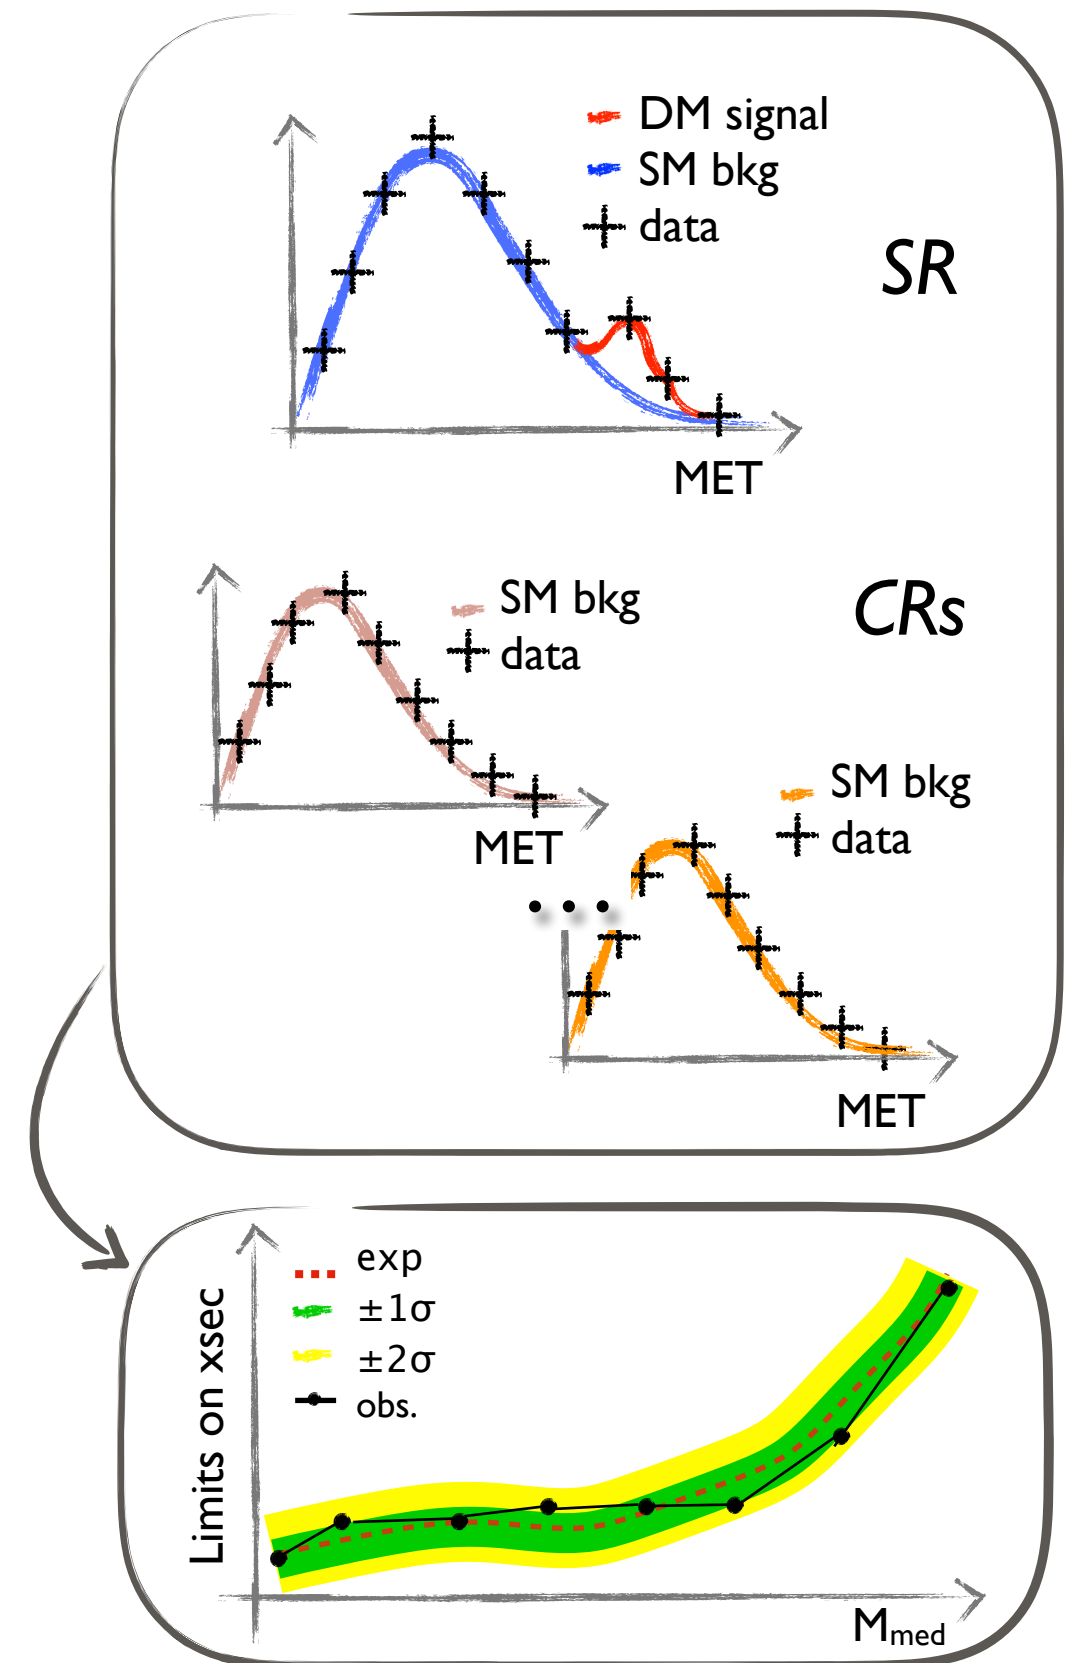 DM signal
SM bkg
data
SR
MET
SM bkg
data
CRs
MET
SM bkg
data
MET
exp
±1σ
±2σ
obs.
Limits on xsec
Mmed